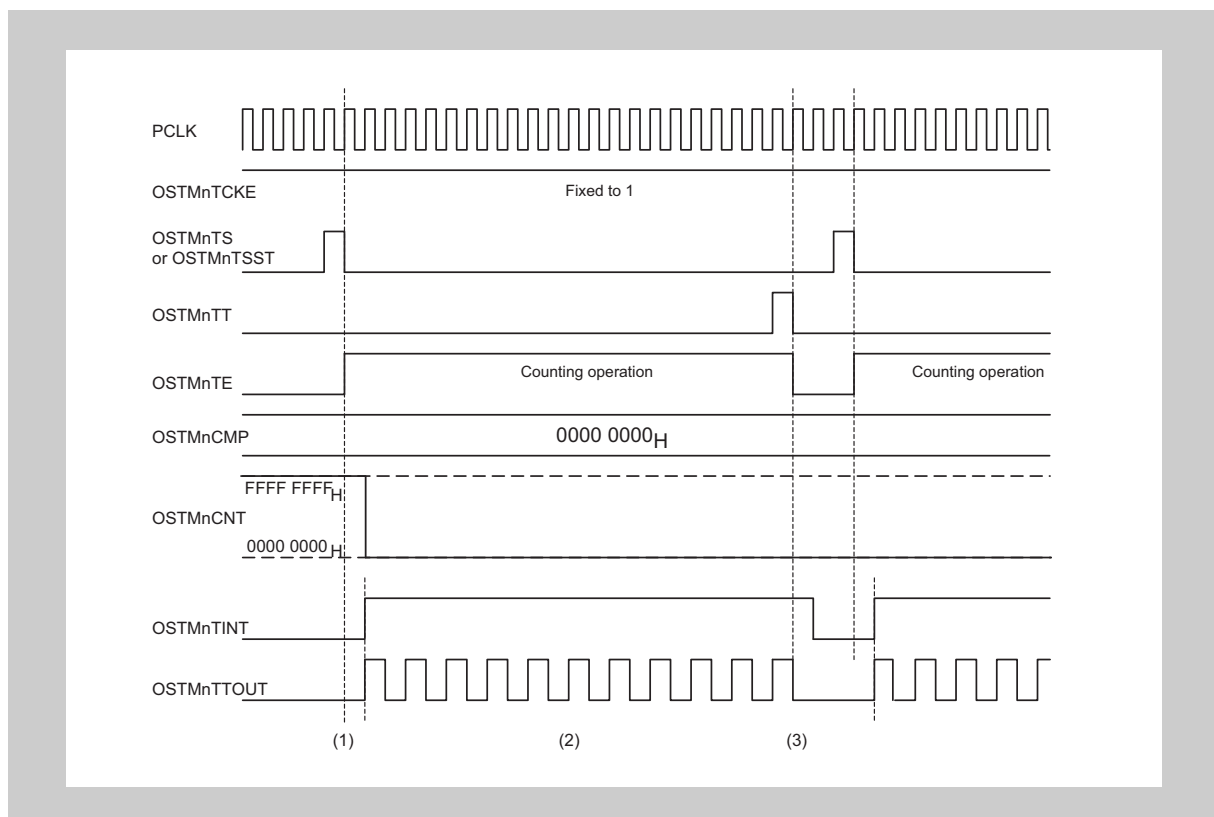 PCLK
OSTMnTCKE
Fixed to 1
OSTMnTS
or OSTMnTSST
OSTMnTT
OSTMnTE
Counting operation
Counting operation
OSTMnCMP
0000 0000H
FFFF FFFFH
OSTMnCNT
0000 0000H
OSTMnTINT
OSTMnTTOUT
(1)
(2)
(3)